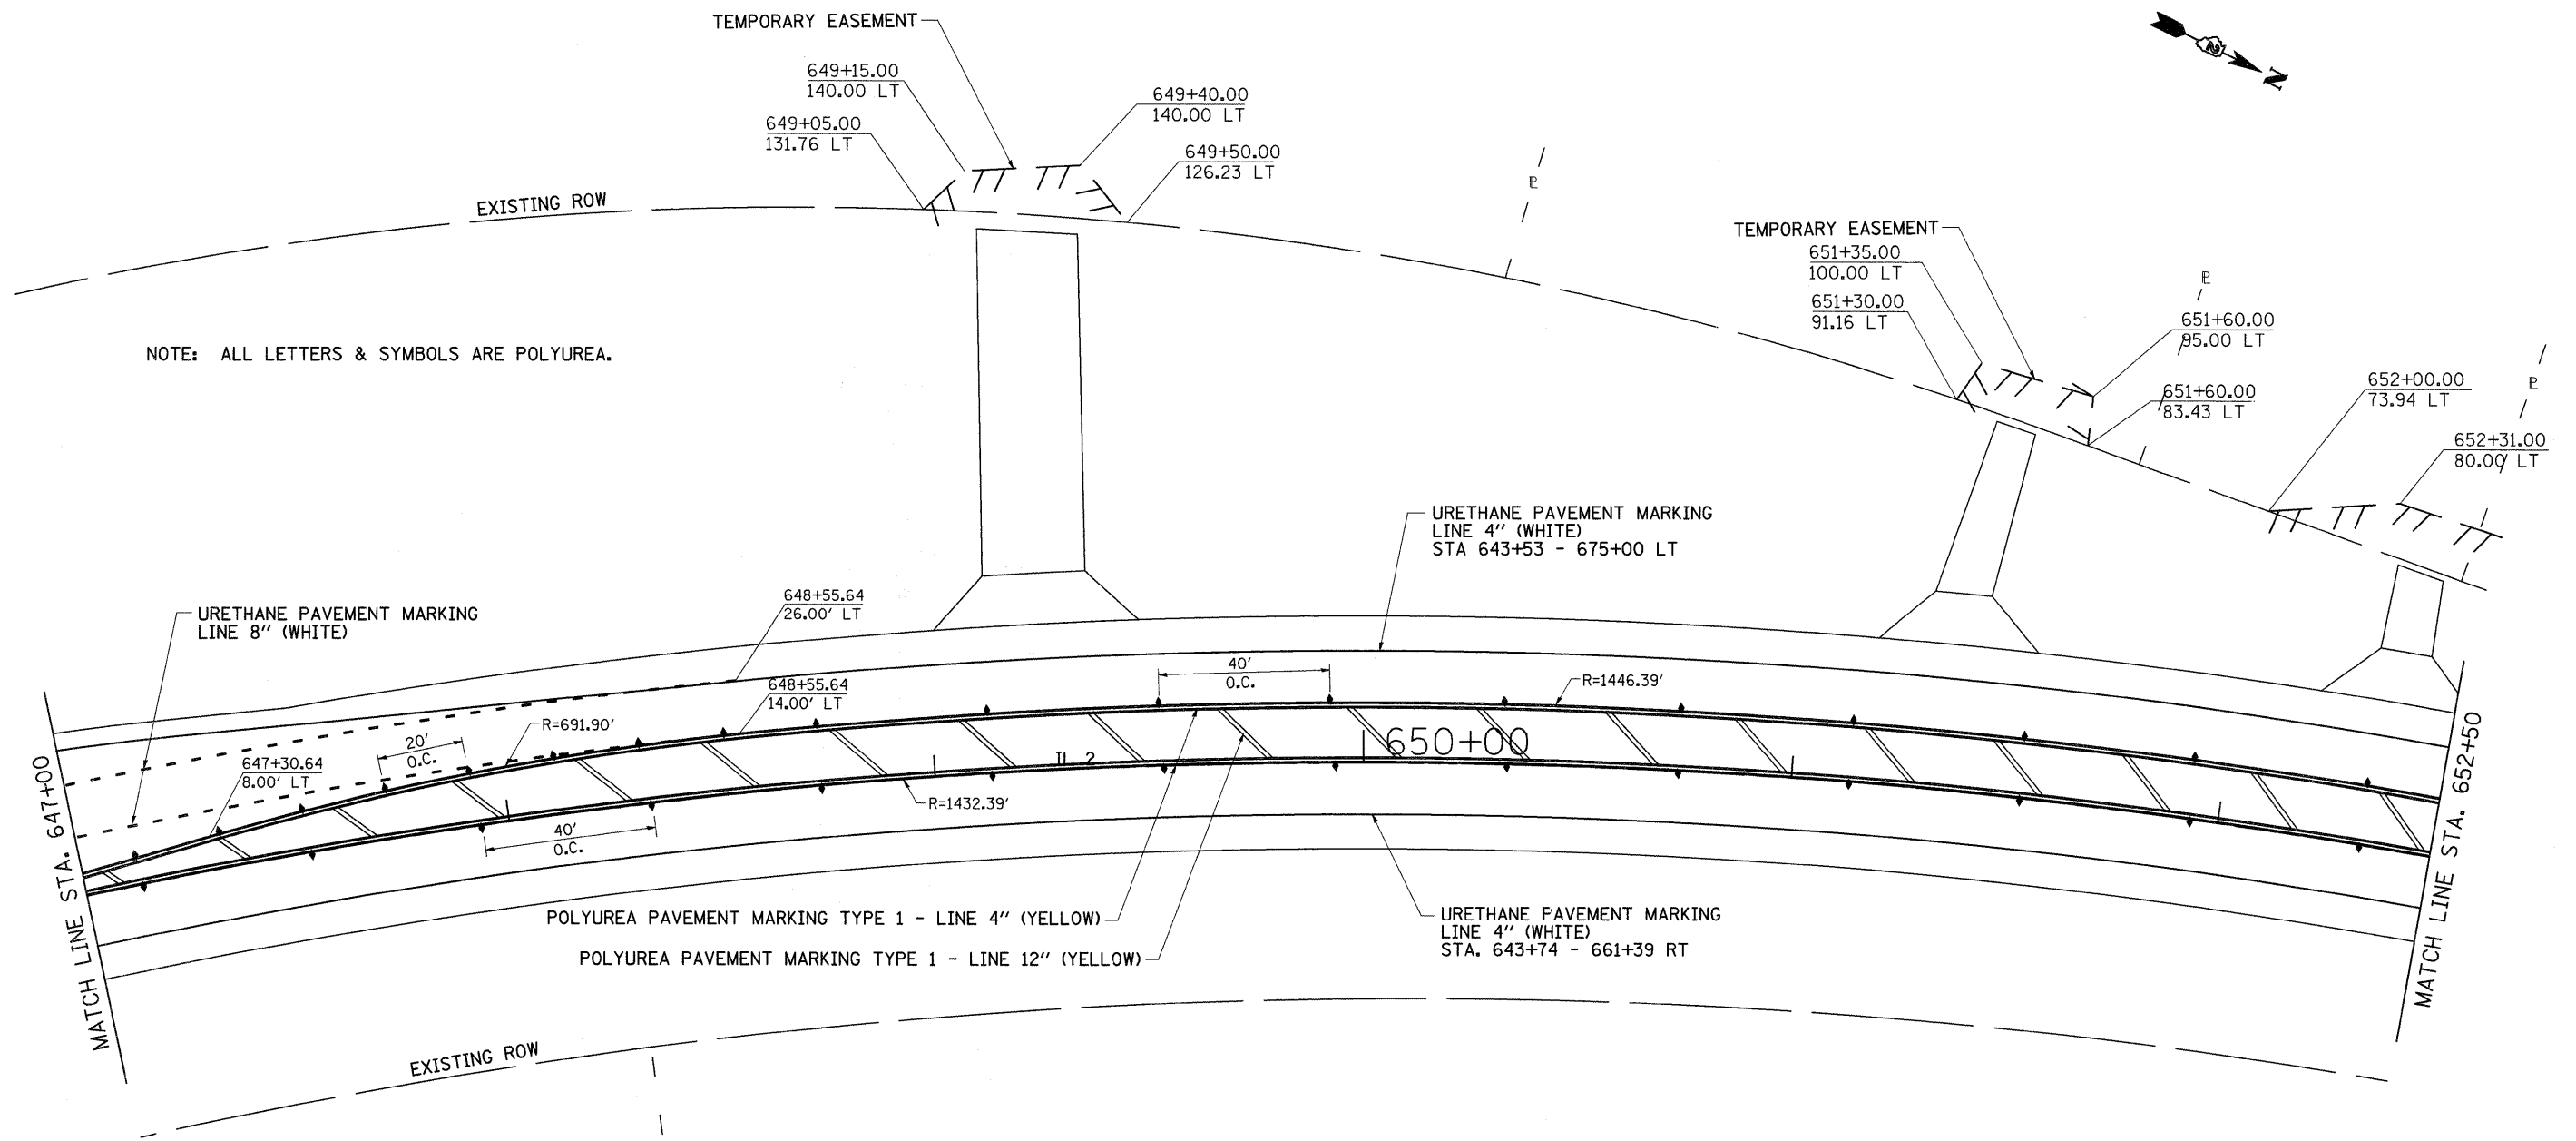 TEMPORARY EASEMENT
649+15.00
140.00 LT
649+40.00
140.00 LT
649+05.00
131.76 LT
649+50.00
126.23 LT
N
EXISTING ROW
PL
TEMPORARY EASEMENT
651+35.00
100.00 LT
651+30.00
91.16 LT
PL
651+60.00
95.00 LT
651+60.00
83.43 LT
652+00.00
73.94 LT
PL
652+31.00
80.00 LT
NOTE: ALL LETTERS & SYMBOLS ARE POLYUREA.
URETHANE PAVEMENT MARKING
LINE 4" (WHITE)
STA 643+53 - 675+00 LT
URETHANE PAVEMENT MARKING
LINE 8" (WHITE)
648+55.64
26.00' LT
648+55.64
14.00' LT
40'
O.C.
R=1446.39'
R=691.90'
20'
O.C.
647+30.64
8.00' LT
IL 2
650+00
R=1432.39'
40'
O.C.
POLYUREA PAVEMENT MARKING TYPE 1 - LINE 4" (YELLOW)
POLYUREA PAVEMENT MARKING TYPE 1 - LINE 12" (YELLOW)
URETHANE PAVEMENT MARKING
LINE 4" (WHITE)
STA. 643+74 - 661+39 RT
MATCH LINE STA. 647+00
MATCH LINE STA. 652+50
EXISTING ROW